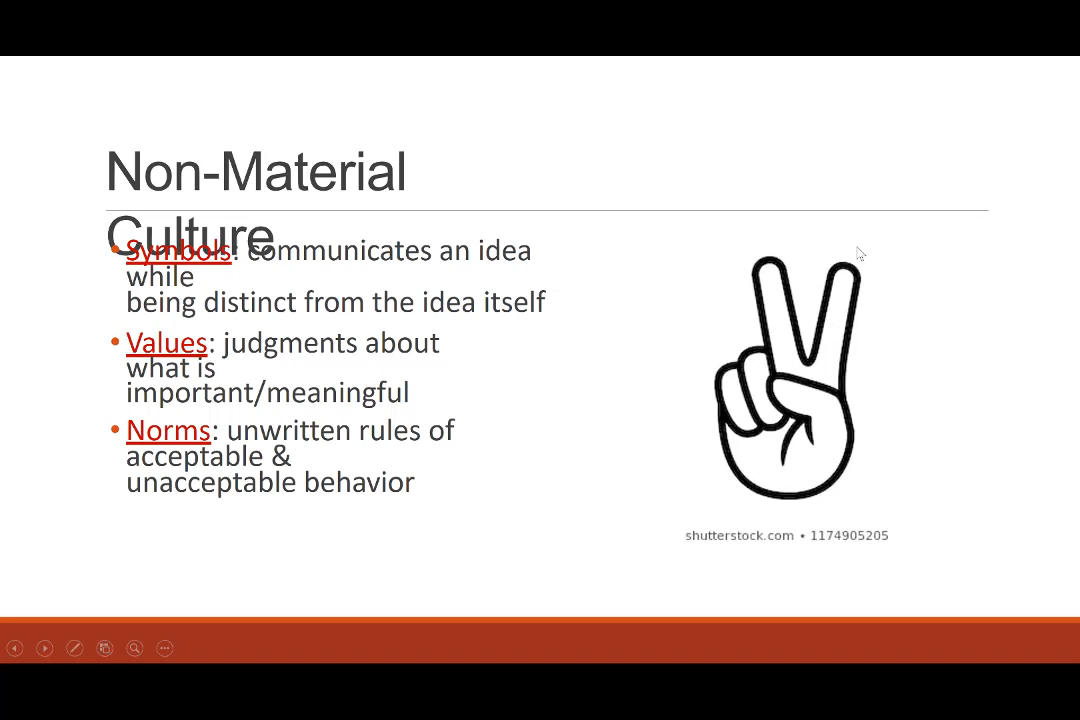 Non-Material
Culture
• Symbols: communicates an idea
while
being distinct from the idea itself
• Values: judgments about
what is
important/meaningful
• Norms: unwritten rules of
acceptable &
unacceptable behavior
shutterstock.com • 1174905205